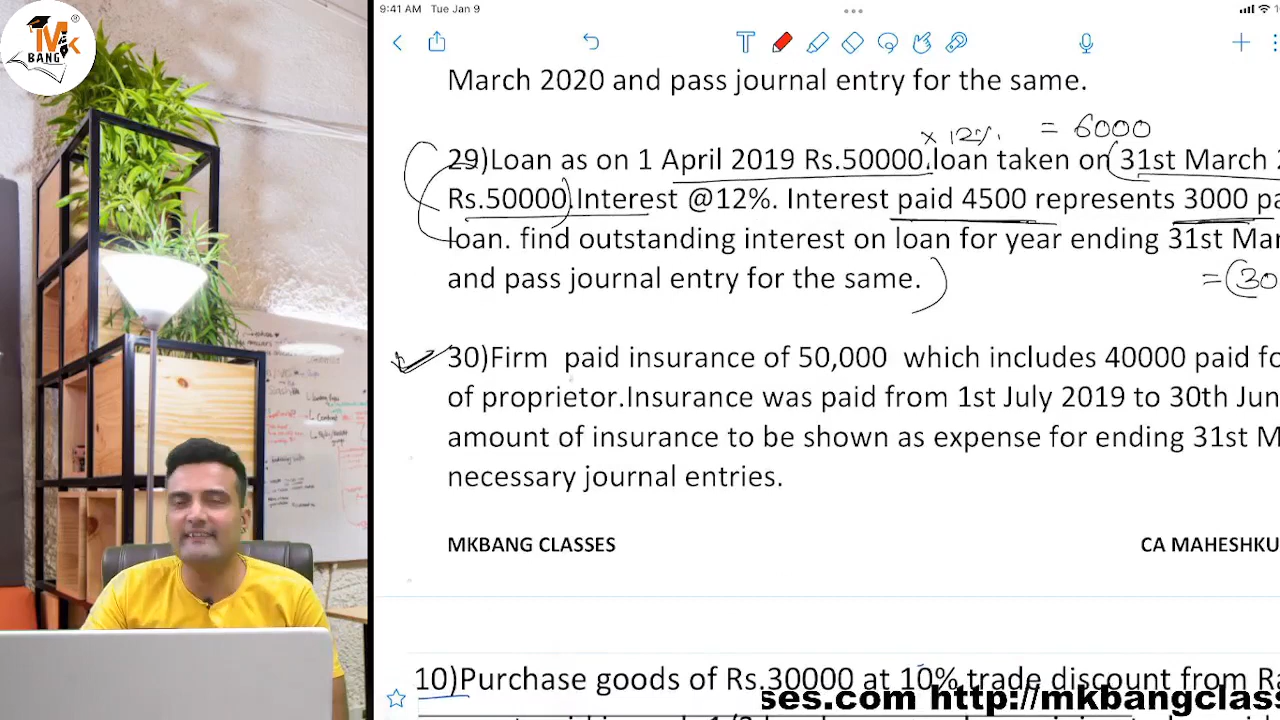 9:41 AM Tue Jan 9
MK
BANG
March 2020 and pass journal entry for the same.
x 12% = 6000
29)Loan as on 1 April 2019 Rs.50000.loan taken on 31st March
Rs.50000.Interest @12%. Interest paid 4500 represents 3000 pa
loan. find outstanding interest on loan for year ending 31st Mar
and pass journal entry for the same.
= (30
30)Firm paid insurance of 50,000 which includes 40000 paid fo
of proprietor.Insurance was paid from 1st July 2019 to 30th Jun
amount of insurance to be shown as expense for ending 31st M
necessary journal entries.
MKBANG CLASSES CA MAHESHKU
10)Purchase goods of Rs.30000 at 10% trade discount from Ra
ses.com http://mkbangclass